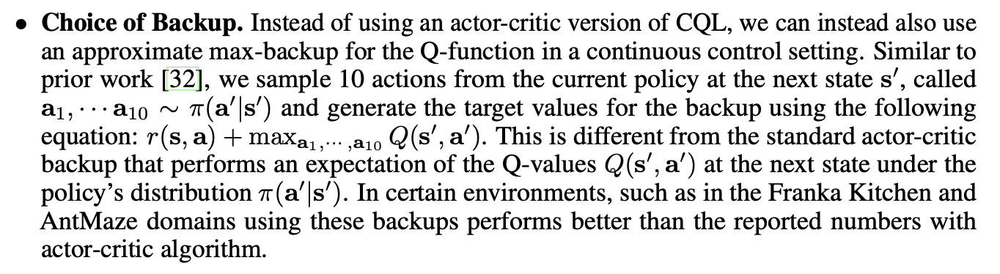 • Choice of Backup. Instead of using an actor-critic version of CQL, we can instead also use
an approximate max-backup for the Q-function in a continuous control setting. Similar to
prior work [32], we sample 10 actions from the current policy at the next state s′, called
a₁, ··· a₁₀ ∼ π(a′|s′) and generate the target values for the backup using the following
equation: r(s, a) + max_{a₁,··· ,a₁₀} Q(s′, a′). This is different from the standard actor-critic
backup that performs an expectation of the Q-values Q(s′, a′) at the next state under the
policy's distribution π(a′|s′). In certain environments, such as in the Franka Kitchen and
AntMaze domains using these backups performs better than the reported numbers with
actor-critic algorithm.